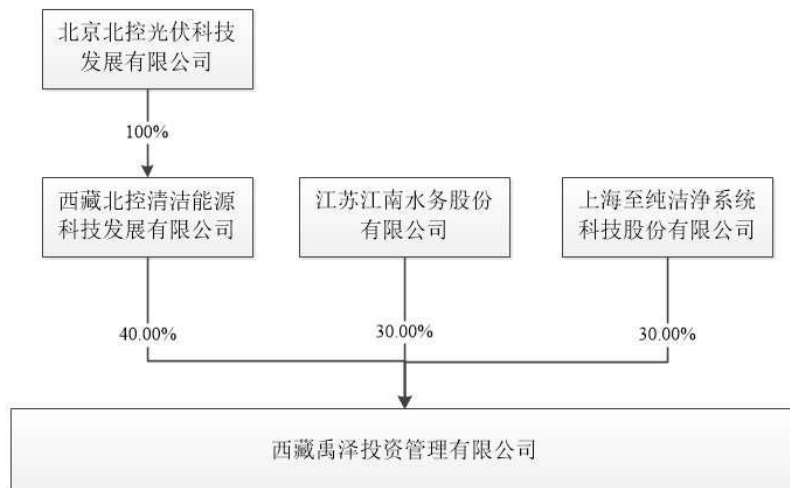 北京北控光伏科技
发展有限公司
100%
西藏北控清洁能源
科技发展有限公司
江苏江南水务股份
有限公司
上海至纯洁净系统
科技股份有限公司
40.00%
30.00%
30.00%
西藏禹泽投资管理有限公司